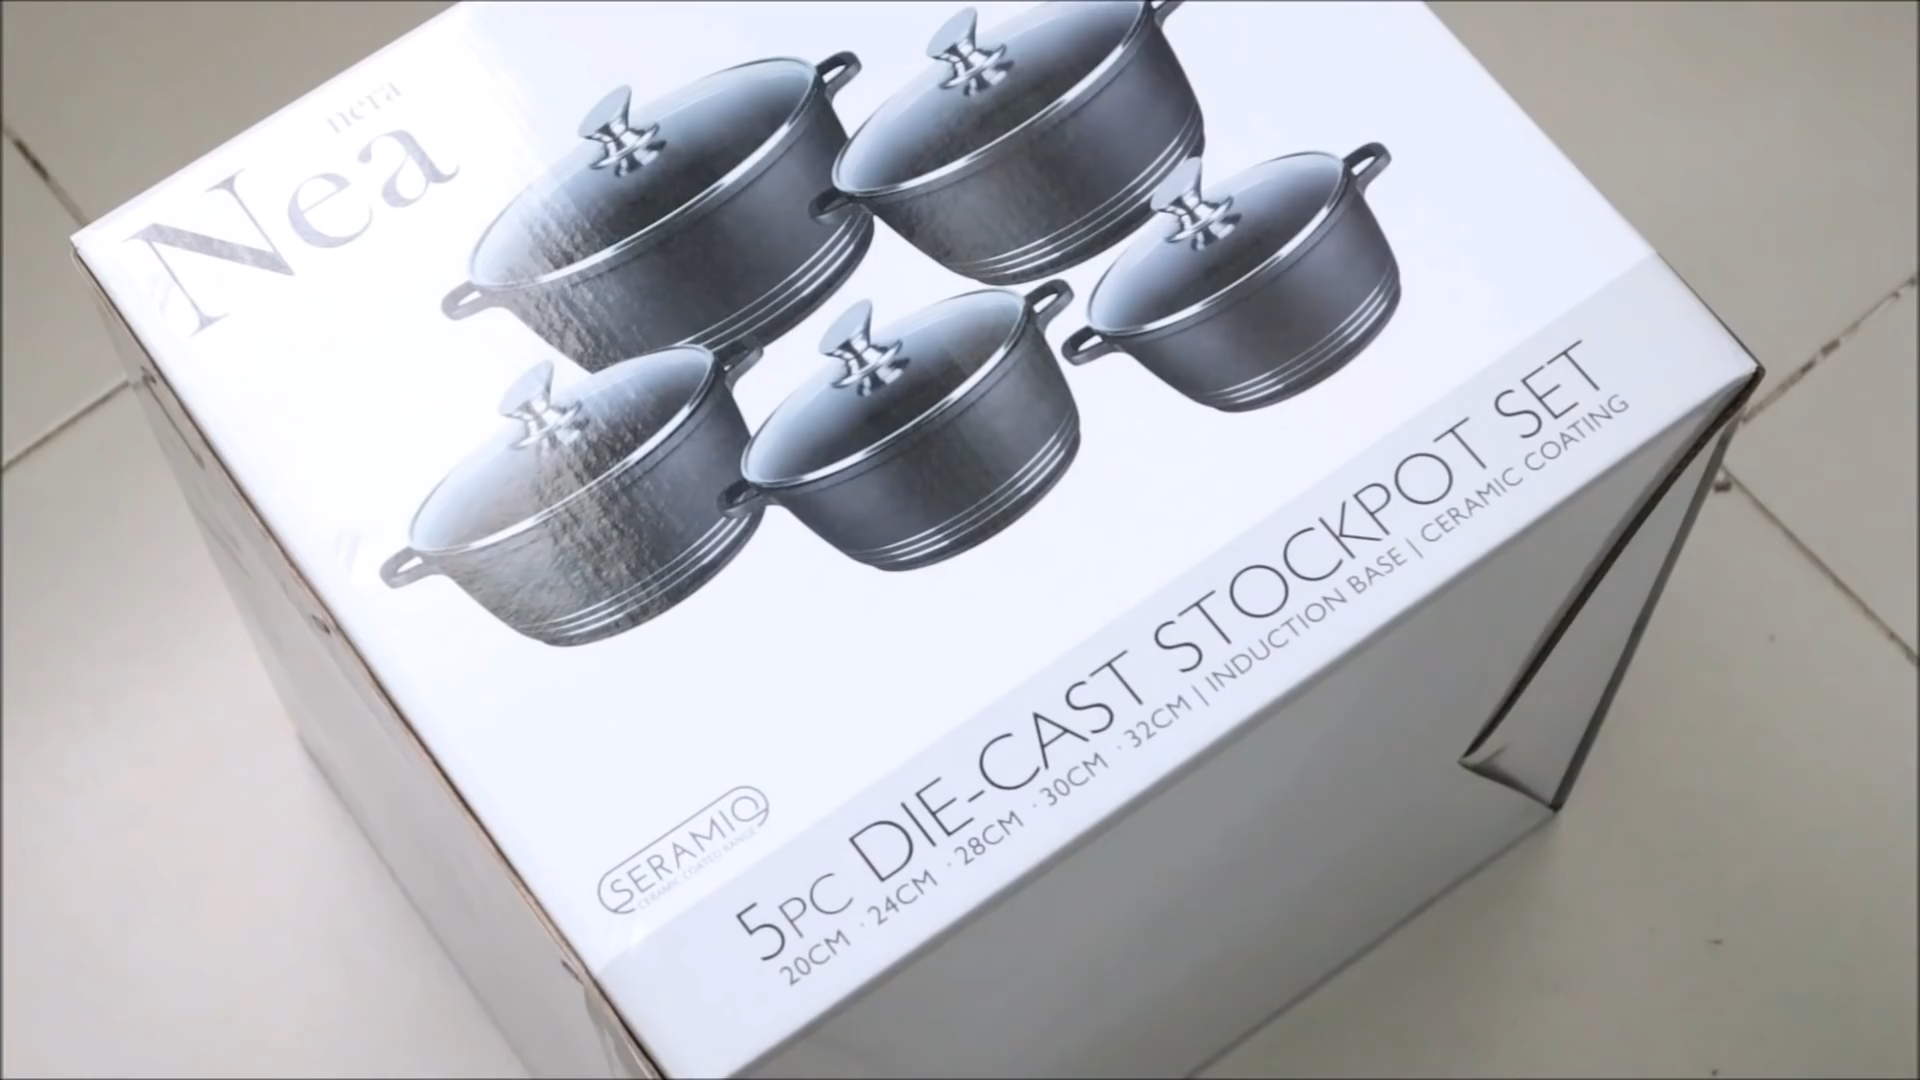 nera
Nea
SERAMIQ
CERAMIC COATED RANGE
5PC DIE-CAST STOCKPOT SET
20CM · 24CM · 28CM · 30CM · 32CM | INDUCTION BASE | CERAMIC COATING